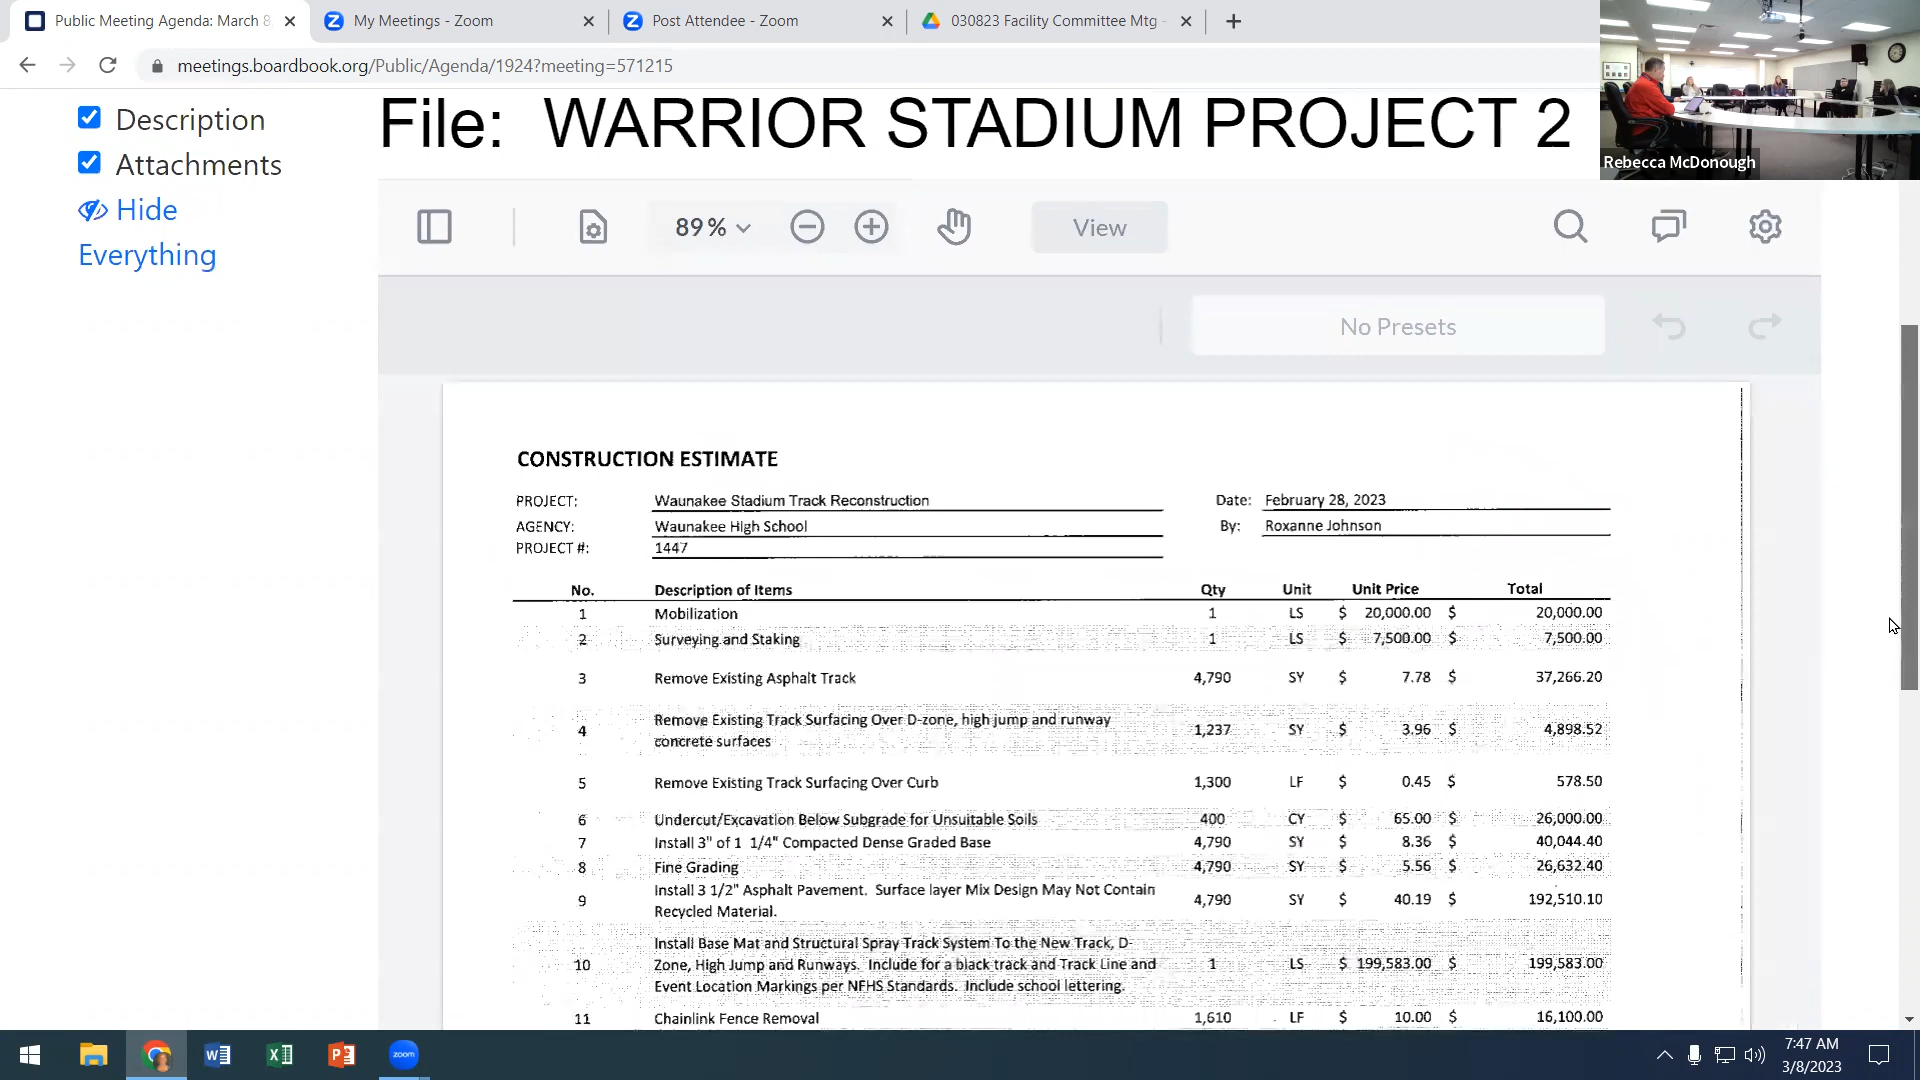 Public Meeting Agenda: March 8
My Meetings - Zoom
Post Attendee - Zoom
030823 Facility Committee Mtg -
meetings.boardbook.org/Public/Agenda/1924?meeting=571215
Rebecca McDonough
Description
Attachments
Hide
Everything
File: WARRIOR STADIUM PROJECT 2
89%
View
No Presets
CONSTRUCTION ESTIMATE
PROJECT: Waunakee Stadium Track Reconstruction Date: February 28, 2023
AGENCY: Waunakee High School By: Roxanne Johnson
PROJECT #: 1447
No. Description of Items Qty Unit Unit Price Total
1 Mobilization 1 LS $ 20,000.00 $ 20,000.00
2 Surveying and Staking 1 LS $ 7,500.00 $ 7,500.00
3 Remove Existing Asphalt Track 4,790 SY $ 7.78 $ 37,266.20
4 Remove Existing Track Surfacing Over D-zone, high jump and runway
concrete surfaces 1,237 SY $ 3.96 $ 4,898.52
5 Remove Existing Track Surfacing Over Curb 1,300 LF $ 0.45 $ 578.50
6 Undercut/Excavation Below Subgrade for Unsuitable Soils 400 CY $ 65.00 $ 26,000.00
7 Install 3" of 1 1/4" Compacted Dense Graded Base 4,790 SY $ 8.36 $ 40,044.40
8 Fine Grading 4,790 SY $ 5.56 $ 26,632.40
9 Install 3 1/2" Asphalt Pavement. Surface layer Mix Design May Not Contain
Recycled Material. 4,790 SY $ 40.19 $ 192,510.10
Install Base Mat and Structural Spray Track System To the New Track, D-
10 Zone, High Jump and Runways. Include for a black track and Track Line and 1 LS $ 199,583.00 $ 199,583.00
Event Location Markings per NFHS Standards. Include school lettering.
11 Chainlink Fence Removal 1,610 LF $ 10.00 $ 16,100.00
zoom
7:47 AM
3/8/2023